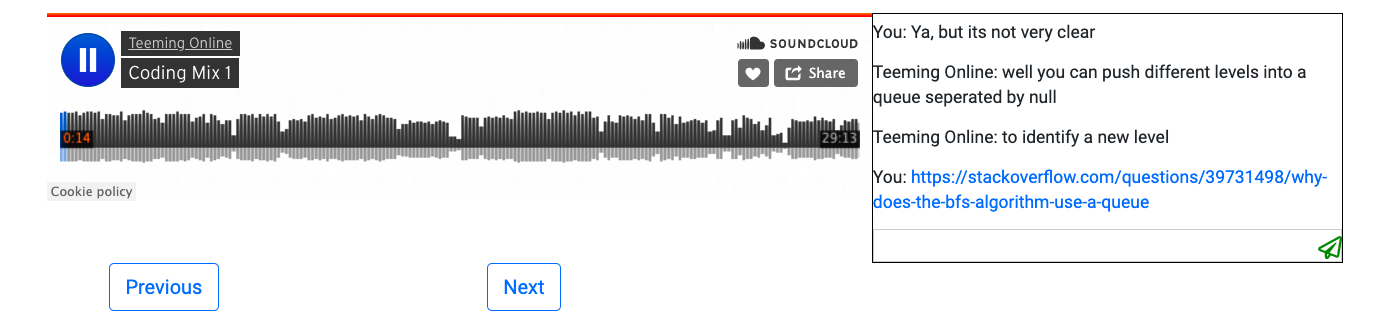 Teeming Online
Coding Mix 1
SOUNDCLOUD
Share
0:14
29:13
Cookie policy
Previous
Next
You: Ya, but its not very clear
Teeming Online: well you can push different levels into a
queue seperated by null
Teeming Online: to identify a new level
You: https://stackoverflow.com/questions/39731498/why-
does-the-bfs-algorithm-use-a-queue